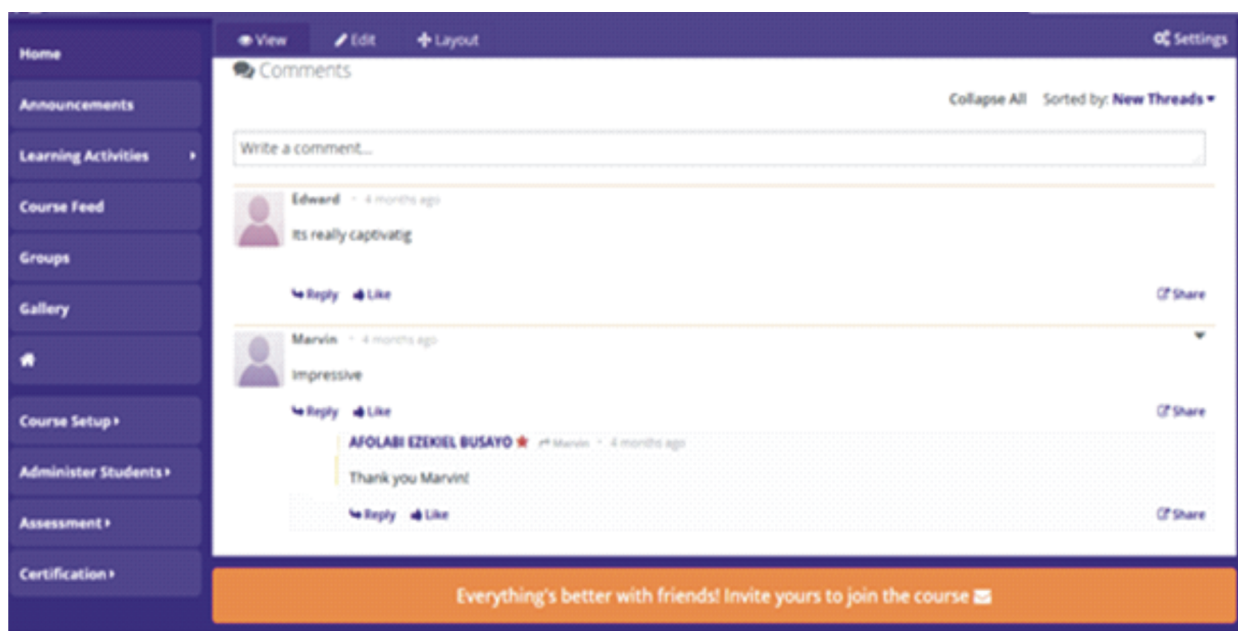 Home
Announcements
Learning Activities
Course Feed
Groups
Gallery
Course Setup
Administer Students
Assessment
Certification
View Edit Layout Settings
Comments
Collapse All Sorted by: New Threads
Write a comment...
Edward · 4 months ago
Its really captivatig
Reply Like Share
Marvin · 4 months ago
Impressive
Reply Like Share
AFOLABI EZEKIEL BUSAYO Marvin · 4 months ago
Thank you Marvin!
Reply Like Share
Everything's better with friends! Invite yours to join the course